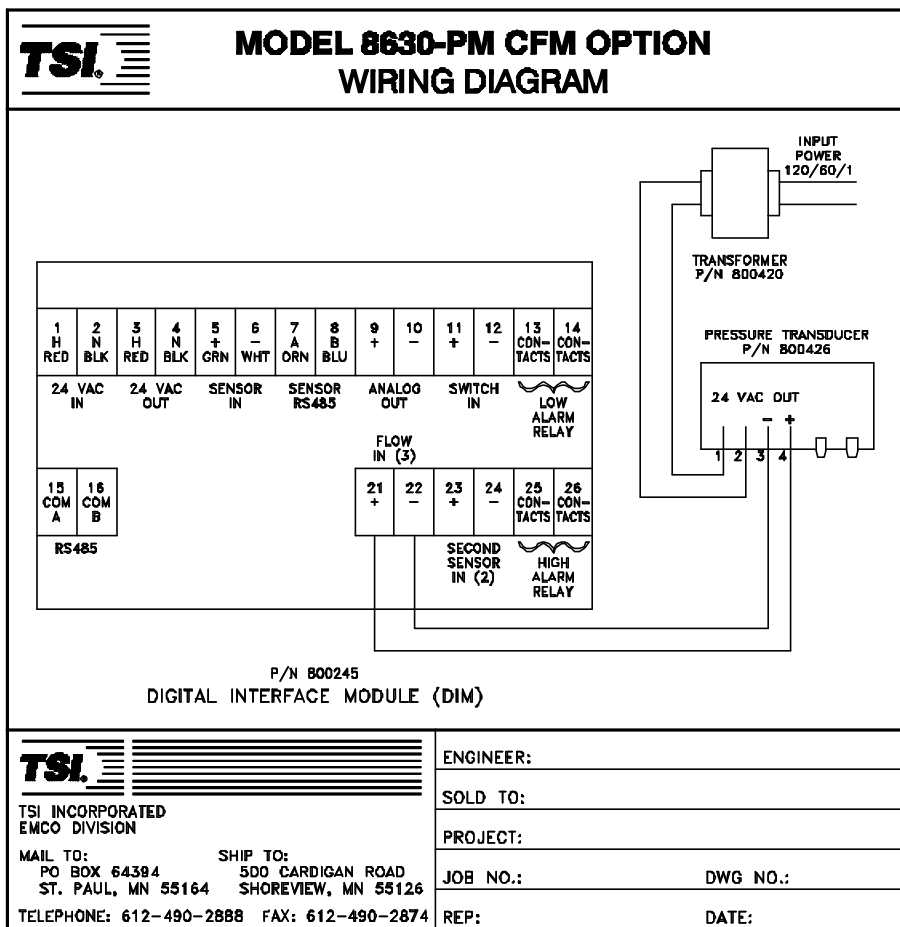 TSI.
MODEL 8630-PM CFM OPTION
WIRING DIAGRAM
INPUT
POWER
120/60/1
TRANSFORMER
P/N 800420
PRESSURE TRANSDUCER
P/N 800426
24 VAC OUT
- +
1 2 3 4
1 2 3 4 5 6 7 8 9 10 11 12 13 14
H N H N + - A B + - + - CON- CON-
RED BLK RED BLK GRN WHT ORN BLU TACTS TACTS
24 VAC 24 VAC SENSOR SENSOR ANALOG SWITCH LOW
IN OUT IN RS485 OUT IN ALARM
RELAY
FLOW
IN (3)
15 16 21 22 23 24 25 26
COM COM + - + - CON- CON-
A B TACTS TACTS
RS485 SECOND HIGH
SENSOR ALARM
IN (2) RELAY
P/N 800245
DIGITAL INTERFACE MODULE (DIM)
TSI.
TSI INCORPORATED
EMCO DIVISION
MAIL TO: SHIP TO:
PO BOX 64394 500 CARDIGAN ROAD
ST. PAUL, MN 55164 SHOREVIEW, MN 55126
TELEPHONE: 612-490-2888 FAX: 612-490-2874
ENGINEER:
SOLD TO:
PROJECT:
JOB NO.: DWG NO.:
REP: DATE: